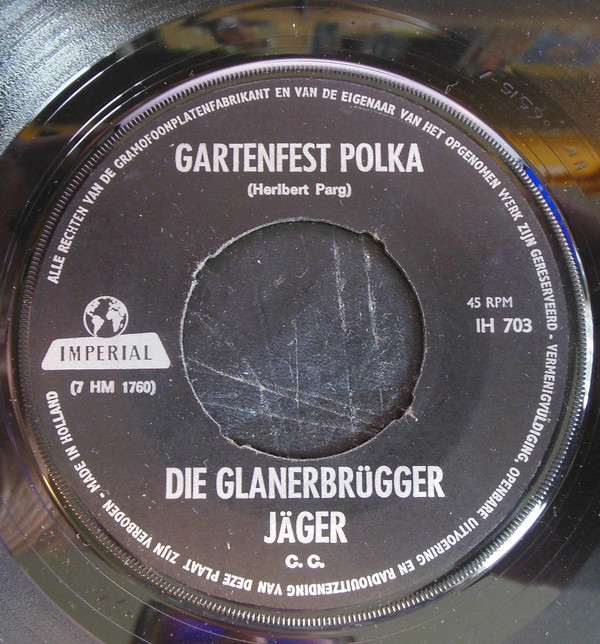 ALLE RECHTEN VAN DE GRAMOFOONPLATENFABRIKANT EN VAN DE EIGENAAR VAN HET OPGENOMEN WERK ZIJN GERESERVEERD - VERMENIGVULDIGING, OPENBARE UITVOERING EN RADIOUITZENDING VAN DEZE PLAAT ZIJN VERBODEN - MADE IN HOLLAND
GARTENFEST POLKA
(Herlbert Parg)
45 RPM
IH 703
IMPERIAL
(7 HM 1760)
DIE GLANERBRÜGGER
JÄGER
C. C.